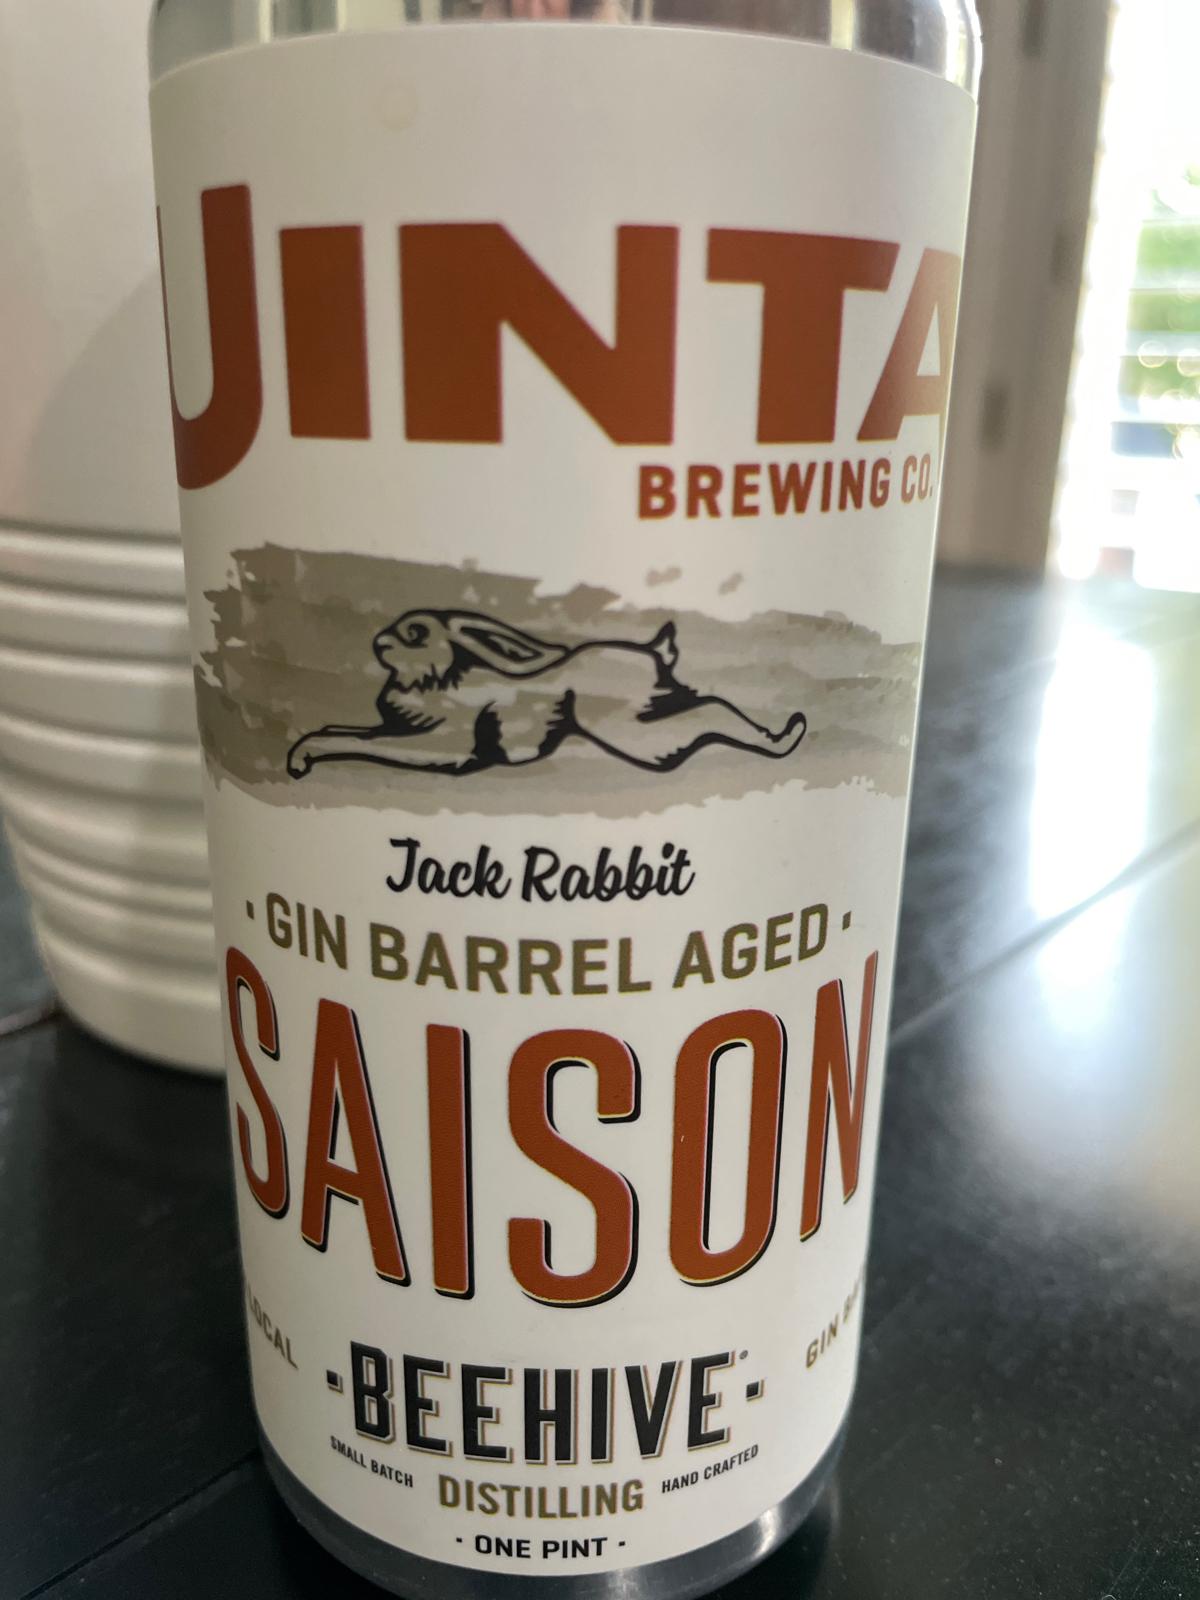 UINTA
BREWING CO.
Jack Rabbit
· GIN BARREL AGED ·
SAISON
LOCAL
GIN
· BEEHIVE® ·
SMALL BATCH
DISTILLING
HAND CRAFTED
· ONE PINT ·